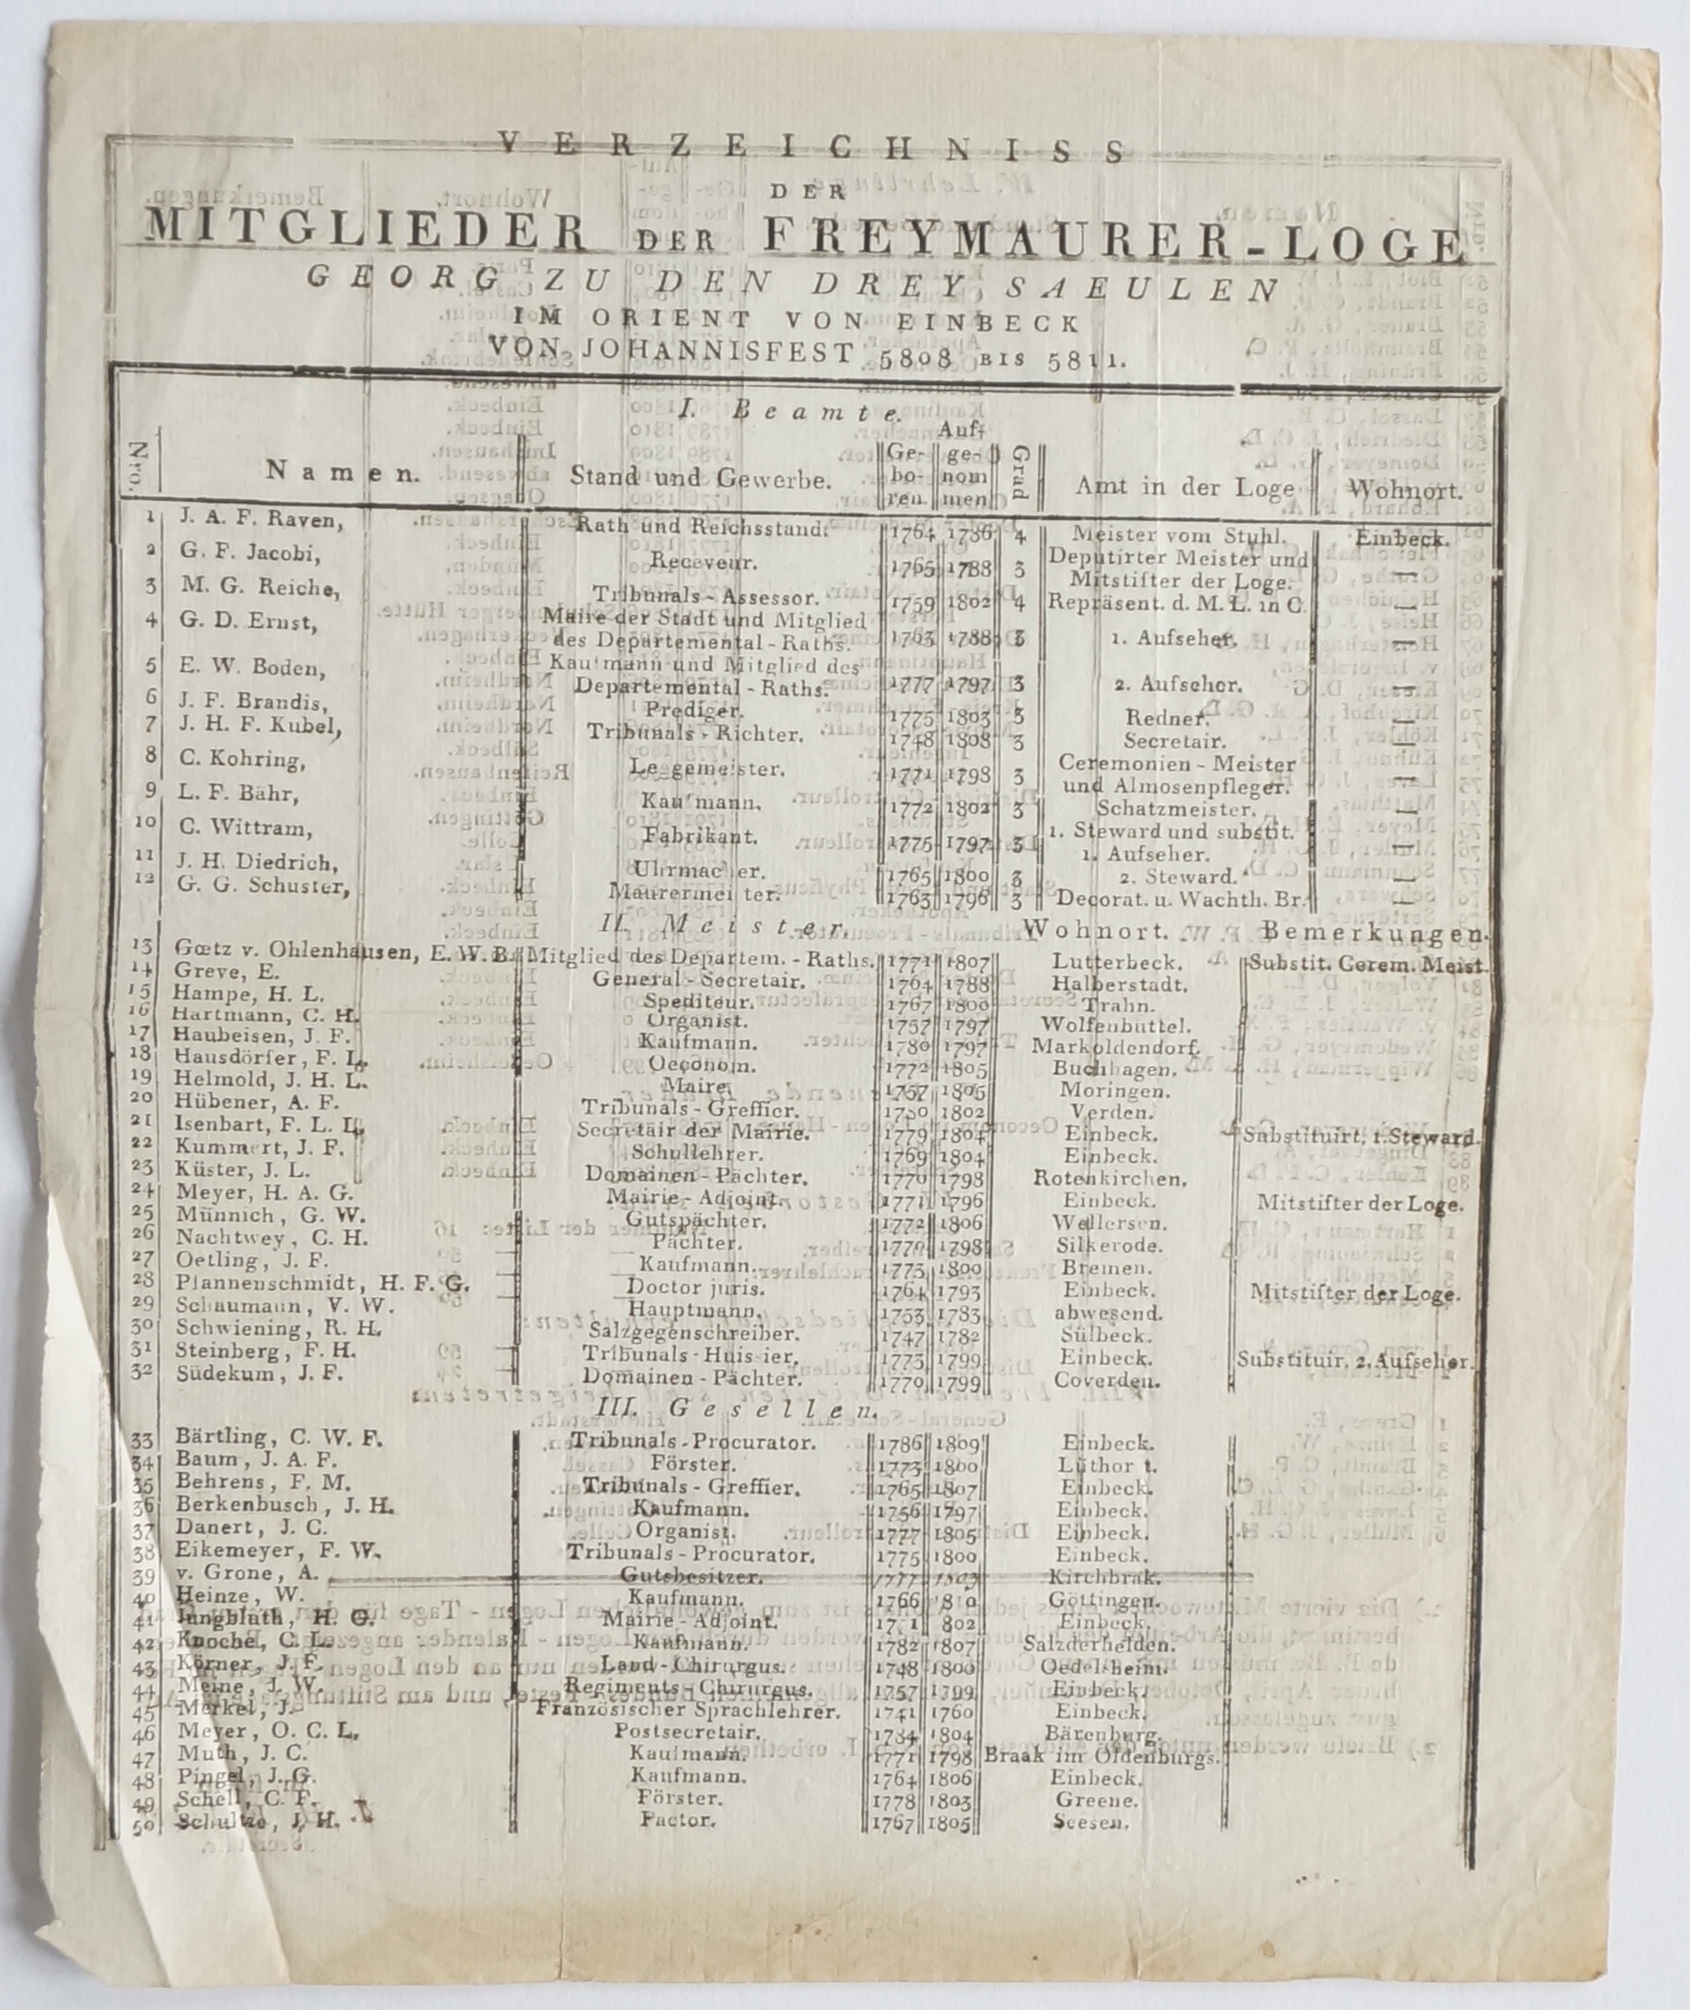 VERZEICHNISS
DER
MITGLIEDER DER FREYMAURER-LOGE
GEORG ZU DEN DREY SAEULEN
IM ORIENT VON EINBECK
VON JOHANNISFEST 5808 BIS 5811.
I. Beamte.
Nro. Namen. Stand und Gewerbe. Ge-bo-ren Auf-ge-nom-men Grad Amt in der Loge Wohnort.
1 J. A. F. Raven, Rath und Reichsstand. 1764 1786 4 Meister vom Stuhl. Einbeck.
2 G. F. Jacobi, Receveur. 1765 1788 3 Deputirter Meister und Mitstifter der Loge. —
3 M. G. Reiche, Tribunals-Assessor. 1759 1802 4 Repräsent. d. M. L. in C. —
4 G. D. Ernst, Maire der Stadt und Mitglied des Departemental-Raths. 1763 1788 3 1. Aufseher. —
5 E. W. Boden, Kaufmann und Mitglied des Departemental-Raths. 1777 1797 3 2. Aufseher. —
6 J. F. Brandis, Prediger. 1775 1803 3 Redner. —
7 J. H. F. Kubel, Tribunals-Richter. 1748 1808 3 Secretair. —
8 C. Kohring, Leggemeister. 1771 1798 3 Ceremonien-Meister und Almosenpfleger. —
9 L. F. Bähr, Kaufmann. 1772 1802 3 Schatzmeister. —
10 C. Wittram, Fabrikant. 1775 1797 3 1. Steward und substit. 1. Aufseher. —
11 J. H. Diedrich, Uhrmacher. 1765 1800 3 2. Steward. —
12 G. G. Schuster, Maurermeister. 1763 1796 3 Decorat. u. Wachth. Br. —
II. Meister. Wohnort. Bemerkungen.
13 Gœtz v. Ohlenhausen, E. W. B. Mitglied des Departem.-Raths. 1771 1807 Lutterbeck. Substit. Cerem. Meist.
14 Greve, E. General-Secretair. 1764 1788 Halberstadt.
15 Hampe, H. L. Spediteur. 1767 1800 Trahn.
16 Hartmann, C. H. Organist. 1757 1797 Wolfenbuttel.
17 Haubeisen, J. F. Kaufmann. 1780 1797 Markoldendorf.
18 Hausdörfer, F. L. Oeconom. 1772 1805 Buchhagen.
19 Helmold, J. H. L. Maire. 1757 1805 Moringen.
20 Hübener, A. F. Tribunals-Greffier. 1780 1802 Verden.
21 Isenbart, F. L. L. Secretair der Mairie. 1779 1804 Einbeck. Substituirt. 1. Steward.
22 Kummert, J. F. Schullehrer. 1769 1804 Einbeck.
23 Küster, J. L. Domainen-Pächter. 1770 1798 Rotenkirchen.
24 Meyer, H. A. G. Mairie-Adjoint. 1771 1796 Einbeck. Mitstifter der Loge.
25 Münnich, G. W. Gutspächter. 1772 1806 Wellersen.
26 Nachtwey, C. H. Pächter. 1770 1798 Silkerode.
27 Oetling, J. F. Kaufmann. 1773 1800 Bremen.
28 Pfannenschmidt, H. F. G. Doctor juris. 1764 1793 Einbeck. Mitstifter der Loge.
29 Schaumann, V. W. Hauptmann. 1753 1783 abwesend.
30 Schwiening, R. H. Salzgegenschreiber. 1747 1782 Sülbeck.
31 Steinberg, F. H. Tribunals-Huissier. 1773 1799 Einbeck. Substituir. 2. Aufseher.
32 Südekum, J. F. Domainen-Pächter. 1770 1799 Coverden.
III. Gesellen.
33 Bärtling, C. W. F. Tribunals-Procurator. 1786 1809 Einbeck.
34 Baum, J. A. F. Förster. 1773 1800
35 Behrens, F. M. Tribunals-Greffier. 1765 1807 Einbeck.
36 Berkenbusch, J. H. Kaufmann. 1756 1797 Einbeck.
37 Danert, J. C. Organist. 1777 1805 Einbeck.
38 Eikemeyer, F. W. Tribunals-Procurator. 1775 1800 Einbeck.
39 v. Grone, A. Gutsbesitzer. 1777 1803 Kirchbrak.
40 Heinze, W. Kaufmann. 1766 Göttingen.
41 Jungbluth, H. G. Mairie-Adjoint. Einbeck.
42 Knoche, C. L. Kaufmann. 1782 1807 Salzderhelden.
43 Körner, J. F. Land-Chirurgus. 1748 1800 Oedelsheim.
44 Meine, J. W. Regiments-Chirurgus. 1757 1799 Einbeck.
45 Merkel, J. Französischer Sprachlehrer. 1741 1760 Einbeck.
46 Meyer, O. C. L. Postsecretair. 1784 1804 Bärenburg.
47 Muth, J. C. Kaufmann. 1771 1798 Braak im Oldenburgs.
48 Pingel, J. G. Kaufmann. 1764 1806 Einbeck.
49 Schell, C. F. Förster. 1778 1803 Greene.
50 Schultze, J. H. Factor. 1767 1805 Seesen.